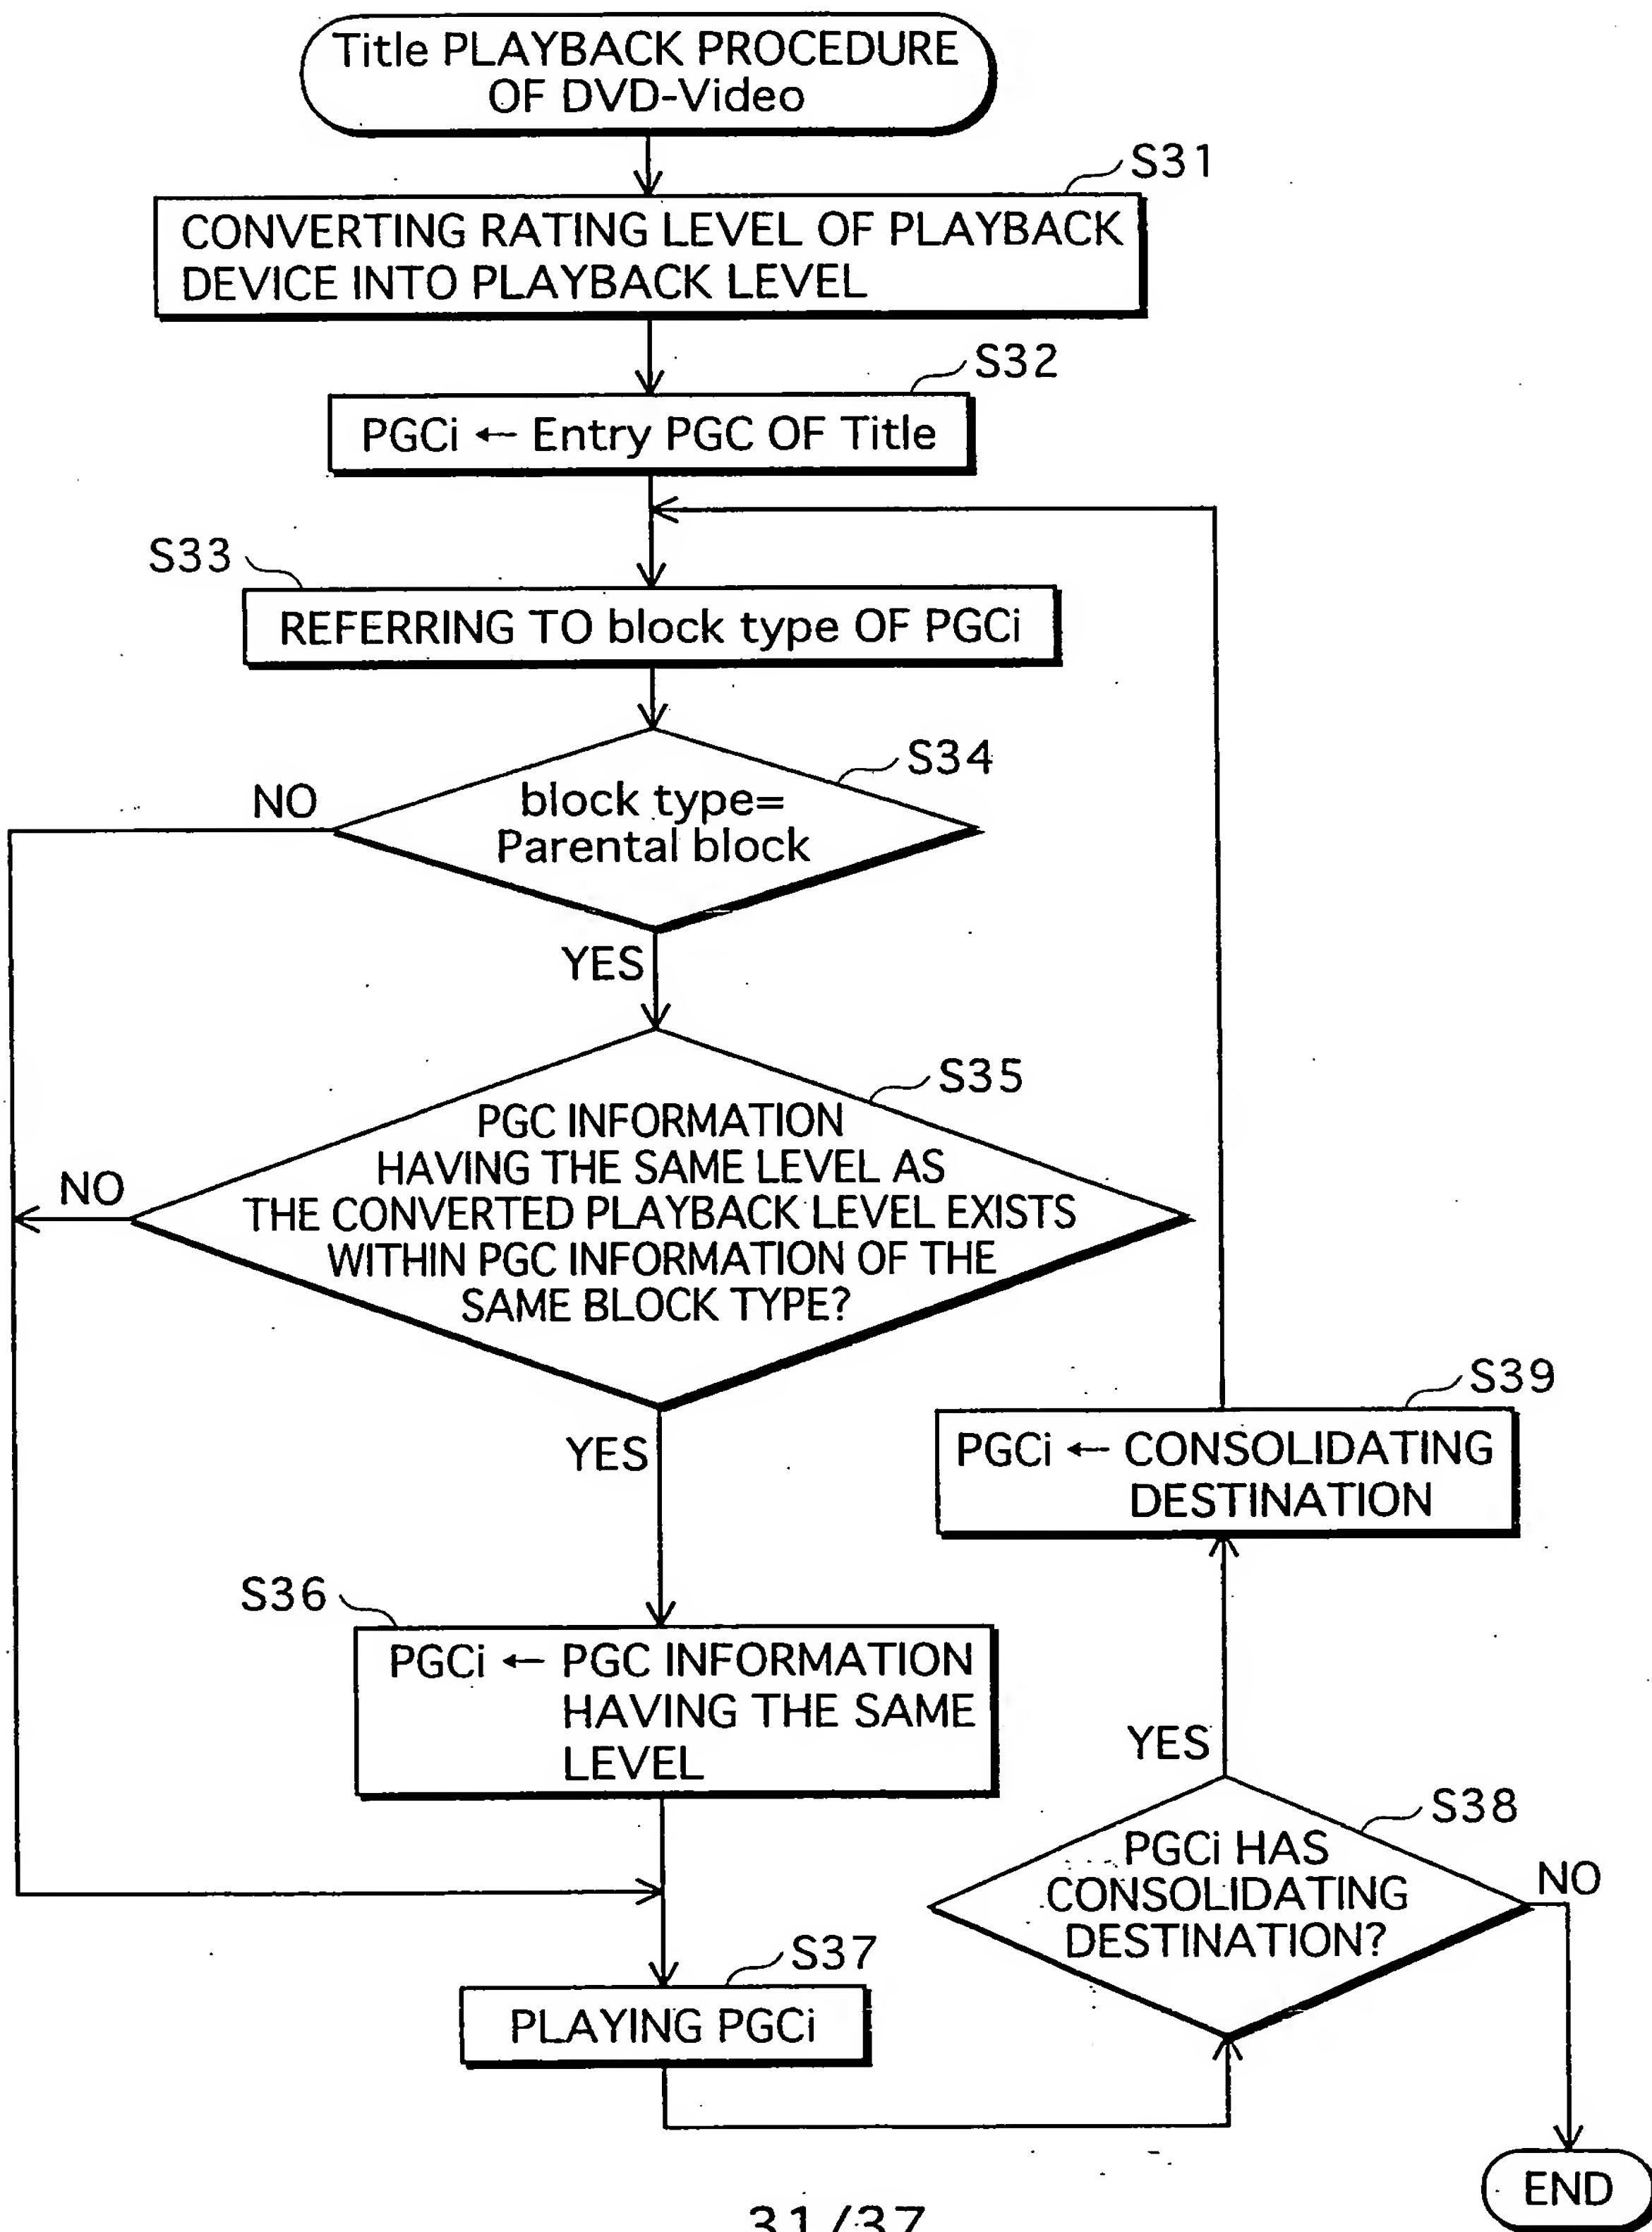 Title PLAYBACK PROCEDURE
OF DVD-Video
S31
CONVERTING RATING LEVEL OF PLAYBACK
DEVICE INTO PLAYBACK LEVEL
S32
PGCi ← Entry PGC OF Title
S33
REFERRING TO block type OF PGCi
S34
NO
block type=
Parental block
YES
S35
PGC INFORMATION
HAVING THE SAME LEVEL AS
THE CONVERTED PLAYBACK LEVEL EXISTS
WITHIN PGC INFORMATION OF THE
SAME BLOCK TYPE?
NO
YES
S36
PGCi ← PGC INFORMATION
HAVING THE SAME
LEVEL
S37
PLAYING PGCi
S38
PGCi HAS
CONSOLIDATING
DESTINATION?
YES
NO
S39
PGCi ← CONSOLIDATING
DESTINATION
END
31/37